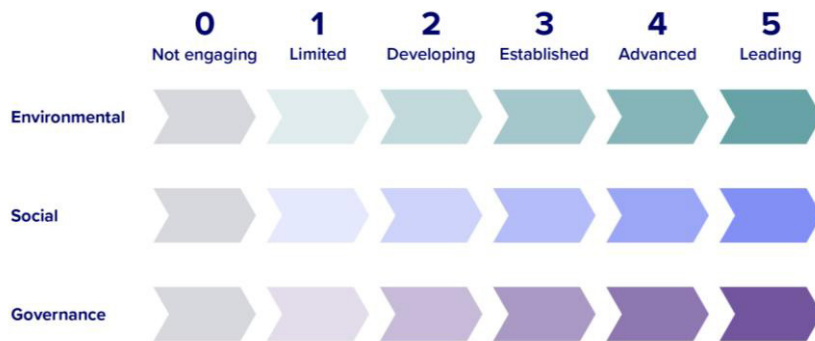 0 1 2 3 4 5
Not engaging Limited Developing Established Advanced Leading
Environmental
Social
Governance